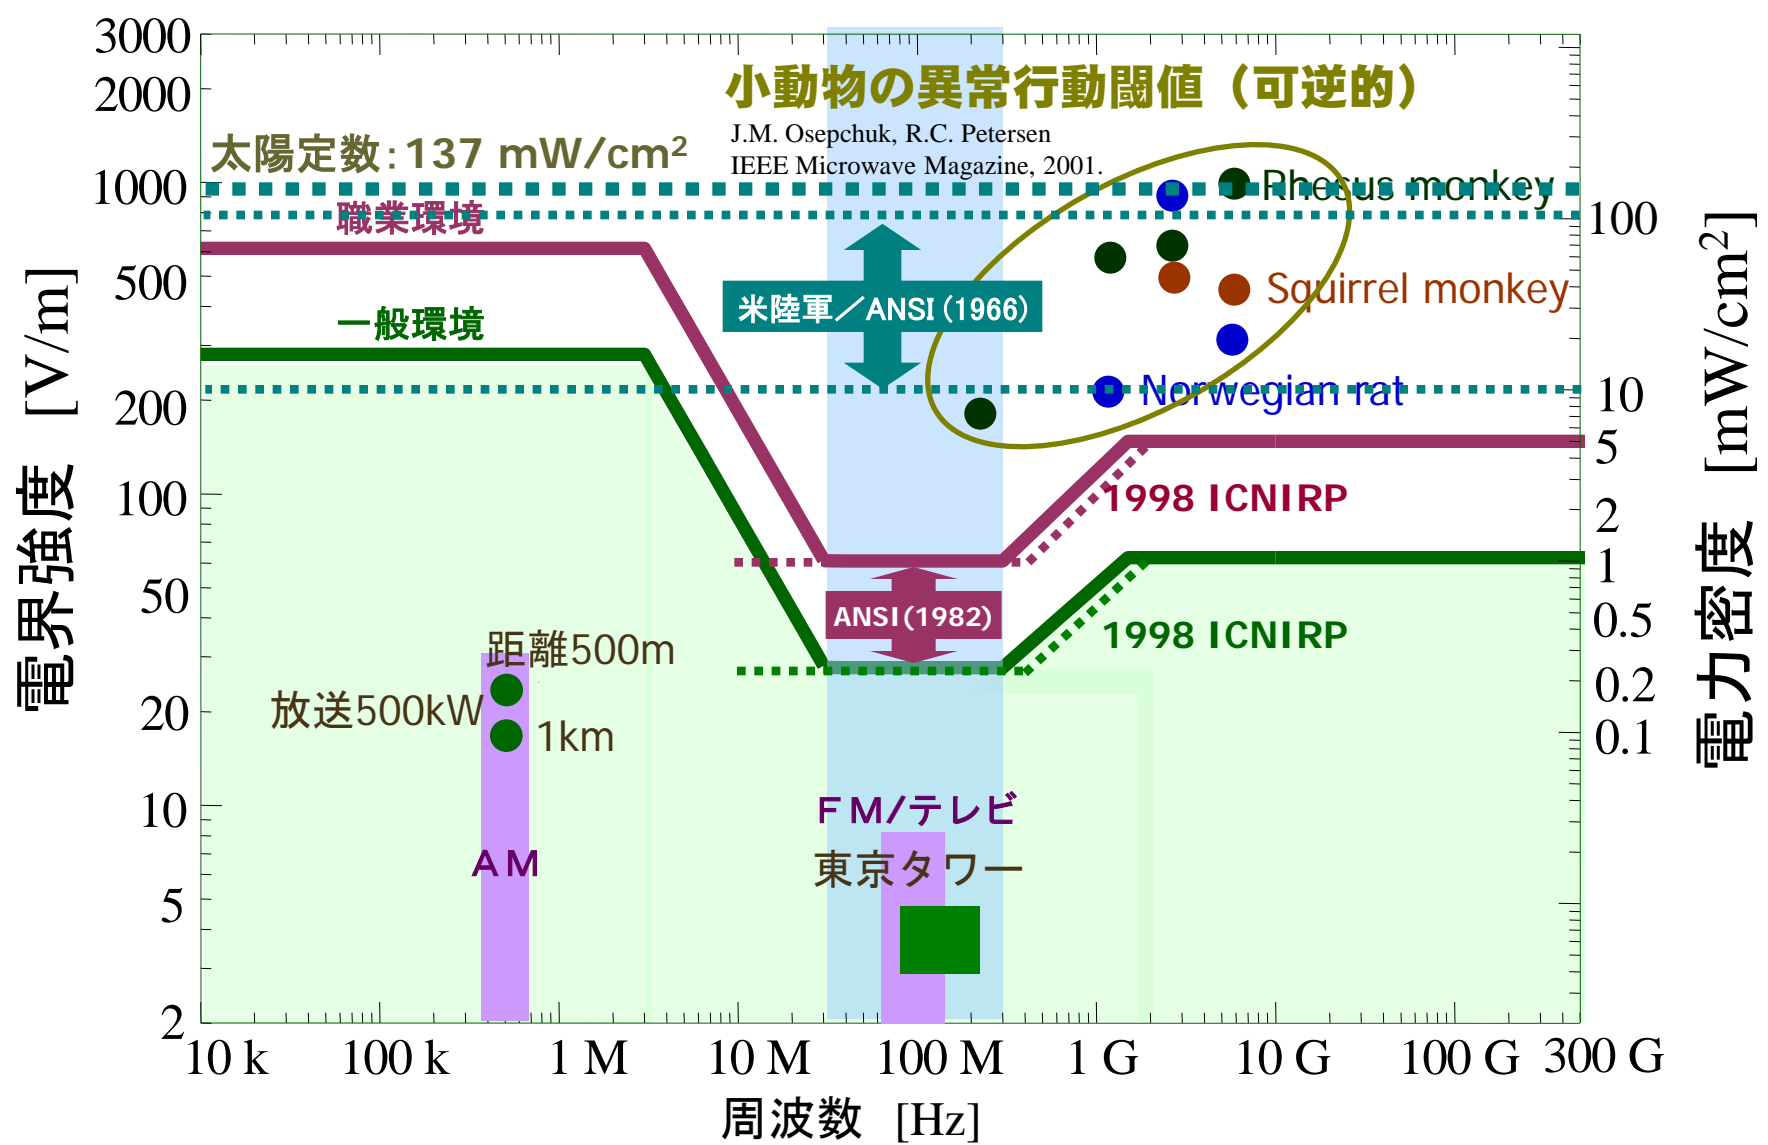 3000
2000
1000
500
200
100
50
20
10
5
2
電界強度 [V/m]
小動物の異常行動閾値（可逆的）
J.M. Osepchuk, R.C. Petersen
IEEE Microwave Magazine, 2001.
太陽定数：137 mW/cm²
職業環境
一般環境
米陸軍／ANSI（1966）
Rhesus monkey
Squirrel monkey
Norwegian rat
1998 ICNIRP
ANSI(1982)
1998 ICNIRP
距離500m
放送500kW
1km
ＡＭ
ＦＭ/テレビ
東京タワー
100
10
5
2
1
0.5
0.2
0.1
電力密度 [mW/cm²]
10 k 100 k 1 M 10 M 100 M 1 G 10 G 100 G 300 G
周波数 [Hz]